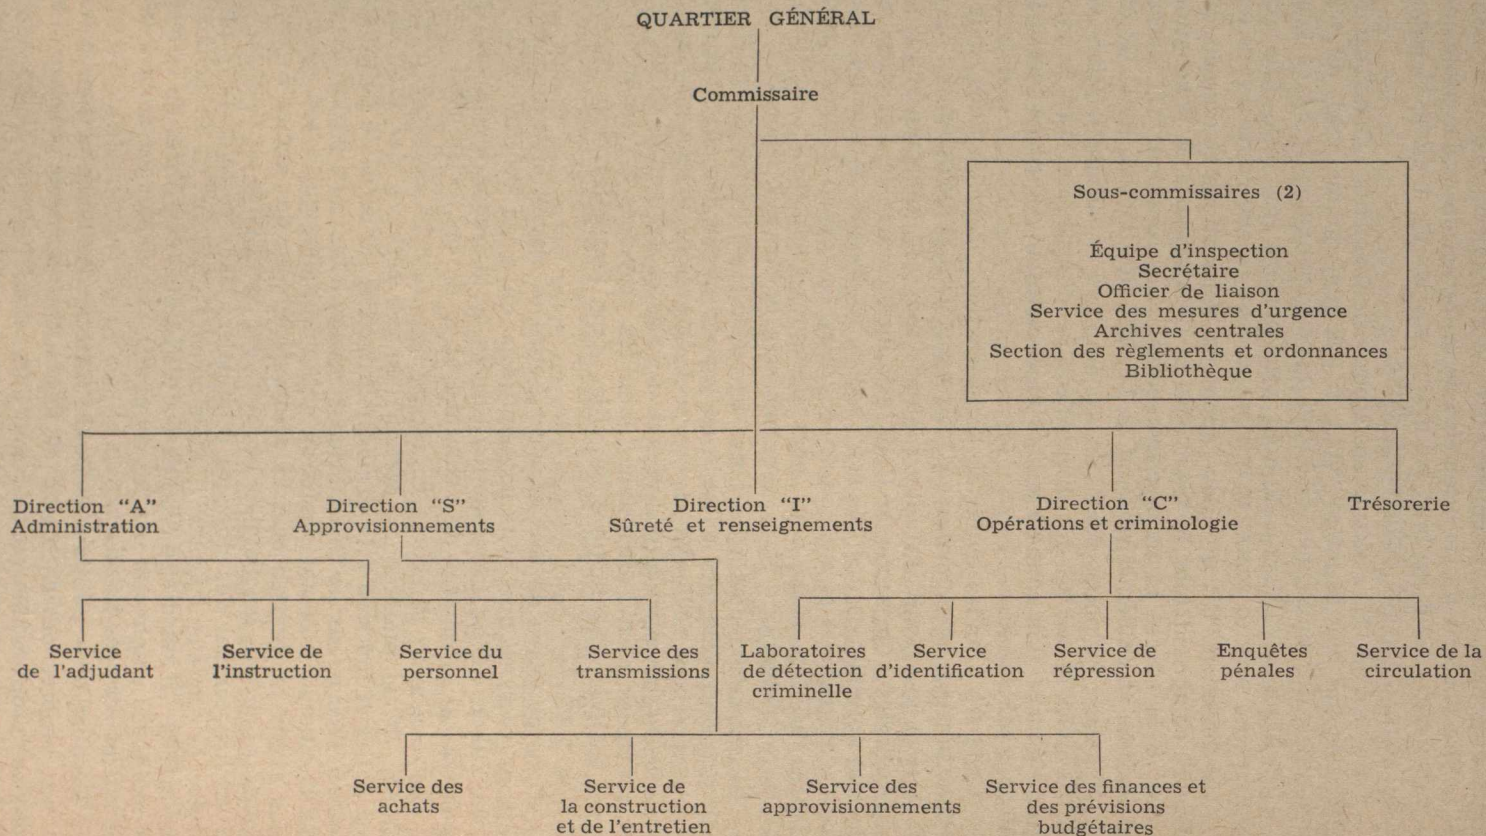 QUARTIER GÉNÉRAL
Commissaire
Sous-commissaires (2)
Équipe d'inspection
Secrétaire
Officier de liaison
Service des mesures d'urgence
Archives centrales
Section des règlements et ordonnances
Bibliothèque
Direction “A”
Administration
Direction “S”
Approvisionnements
Direction “I”
Sûreté et renseignements
Direction “C”
Opérations et criminologie
Trésorerie
Service
de l'adjudant
Service de
l'instruction
Service du
personnel
Service des
transmissions
Laboratoires
de détection
criminelle
Service
d'identification
Service de
répression
Enquêtes
pénales
Service de la
circulation
Service des
achats
Service de
la construction
et de l'entretien
Service des
approvisionnements
Service des finances et
des prévisions
budgétaires